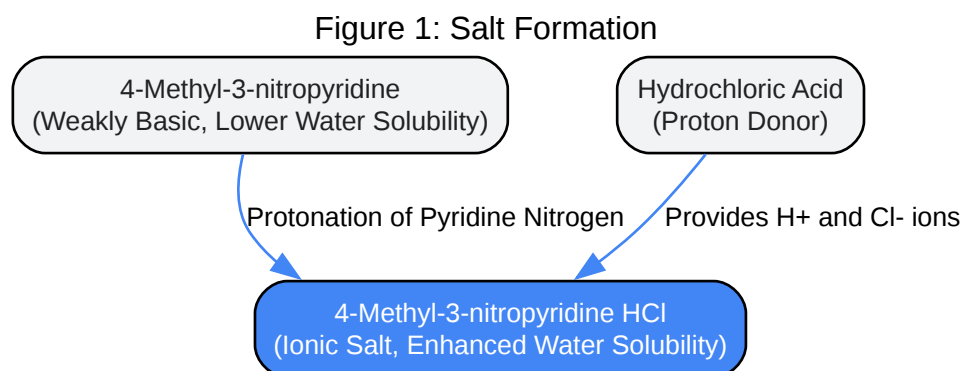 Figure 1: Salt Formation
4-Methyl-3-nitropyridine
(Weakly Basic, Lower Water Solubility)
Hydrochloric Acid
(Proton Donor)
Protonation of Pyridine Nitrogen
Provides H+ and Cl- ions
4-Methyl-3-nitropyridine HCl
(Ionic Salt, Enhanced Water Solubility)